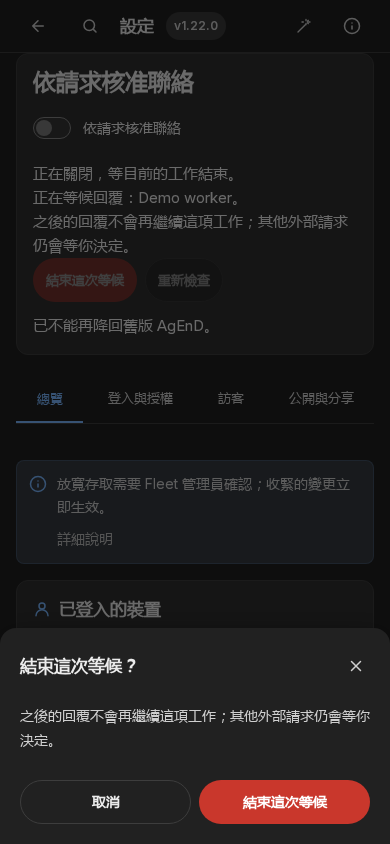 設定
v1.22.0
依請求核准聯絡
依請求核准聯絡
正在關閉，等目前的工作結束。
正在等候回覆：Demo worker。
之後的回覆不會再繼續這項工作；其他外部請求
仍會等你決定。
結束這次等候
重新檢查
已不能再降回舊版 AgEnD。
總覽
登入與授權
訪客
公開與分享
放寬存取需要 Fleet 管理員確認；收緊的變更立
即生效。
詳細說明
已登入的裝置
結束這次等候？
之後的回覆不會再繼續這項工作；其他外部請求仍會等你
決定。
取消
結束這次等候